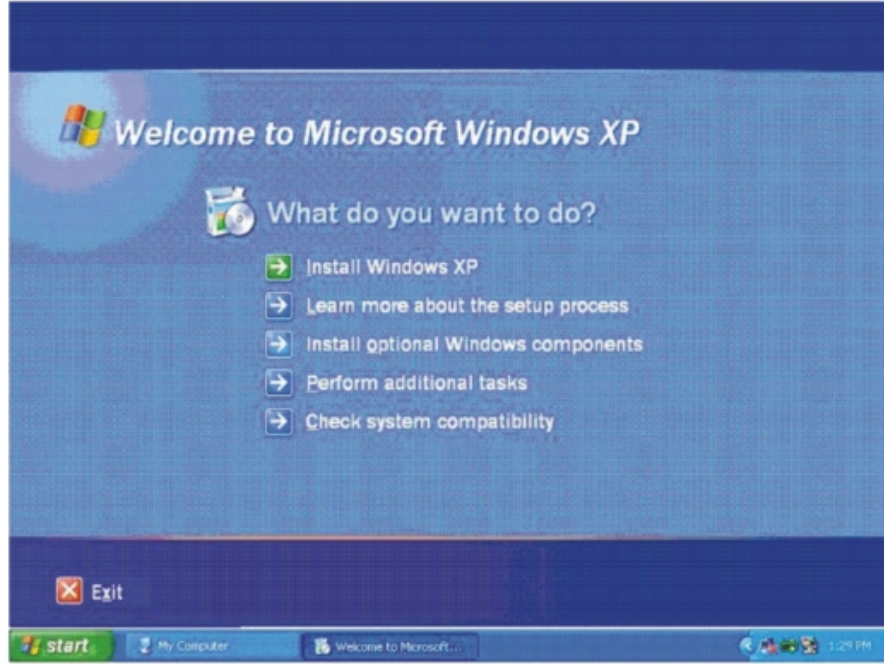 Welcome to Microsoft Windows XP
What do you want to do?
Install Windows XP
Learn more about the setup process
Install optional Windows components
Perform additional tasks
Check system compatibility
Exit
start
My Computer
Welcome to Microsoft...
1:29 PM